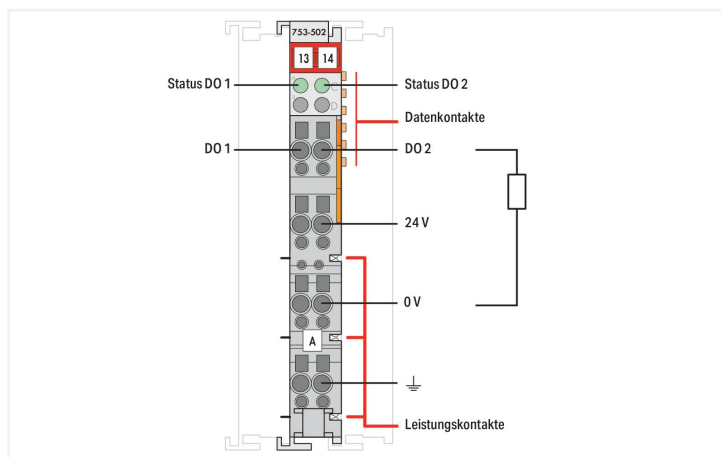 753-502
13 14
Status DO 1
Status DO 2
C
D
Datenkontakte
DO 1
DO 2
24 V
0 V
A
Leistungskontakte